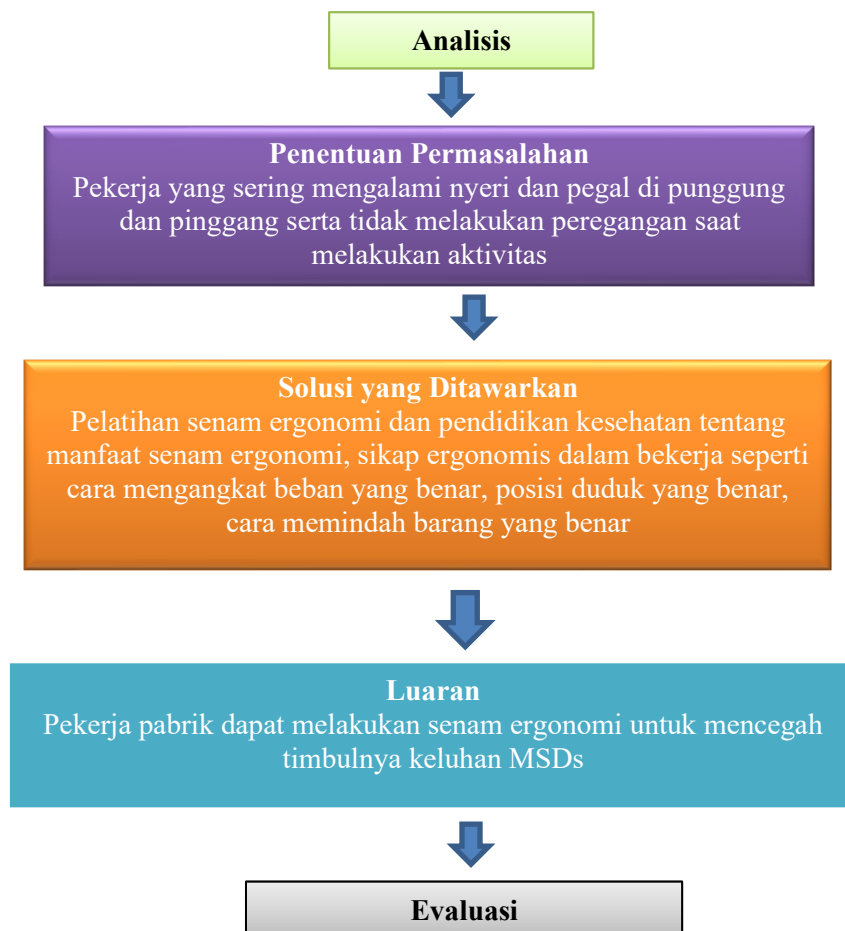 Analisis
Penentuan Permasalahan
Pekerja yang sering mengalami nyeri dan pegal di punggung
dan pinggang serta tidak melakukan peregangan saat
melakukan aktivitas
Solusi yang Ditawarkan
Pelatihan senam ergonomi dan pendidikan kesehatan tentang
manfaat senam ergonomi, sikap ergonomis dalam bekerja seperti
cara mengangkat beban yang benar, posisi duduk yang benar,
cara memindah barang yang benar
Luaran
Pekerja pabrik dapat melakukan senam ergonomi untuk mencegah
timbulnya keluhan MSDs
Evaluasi